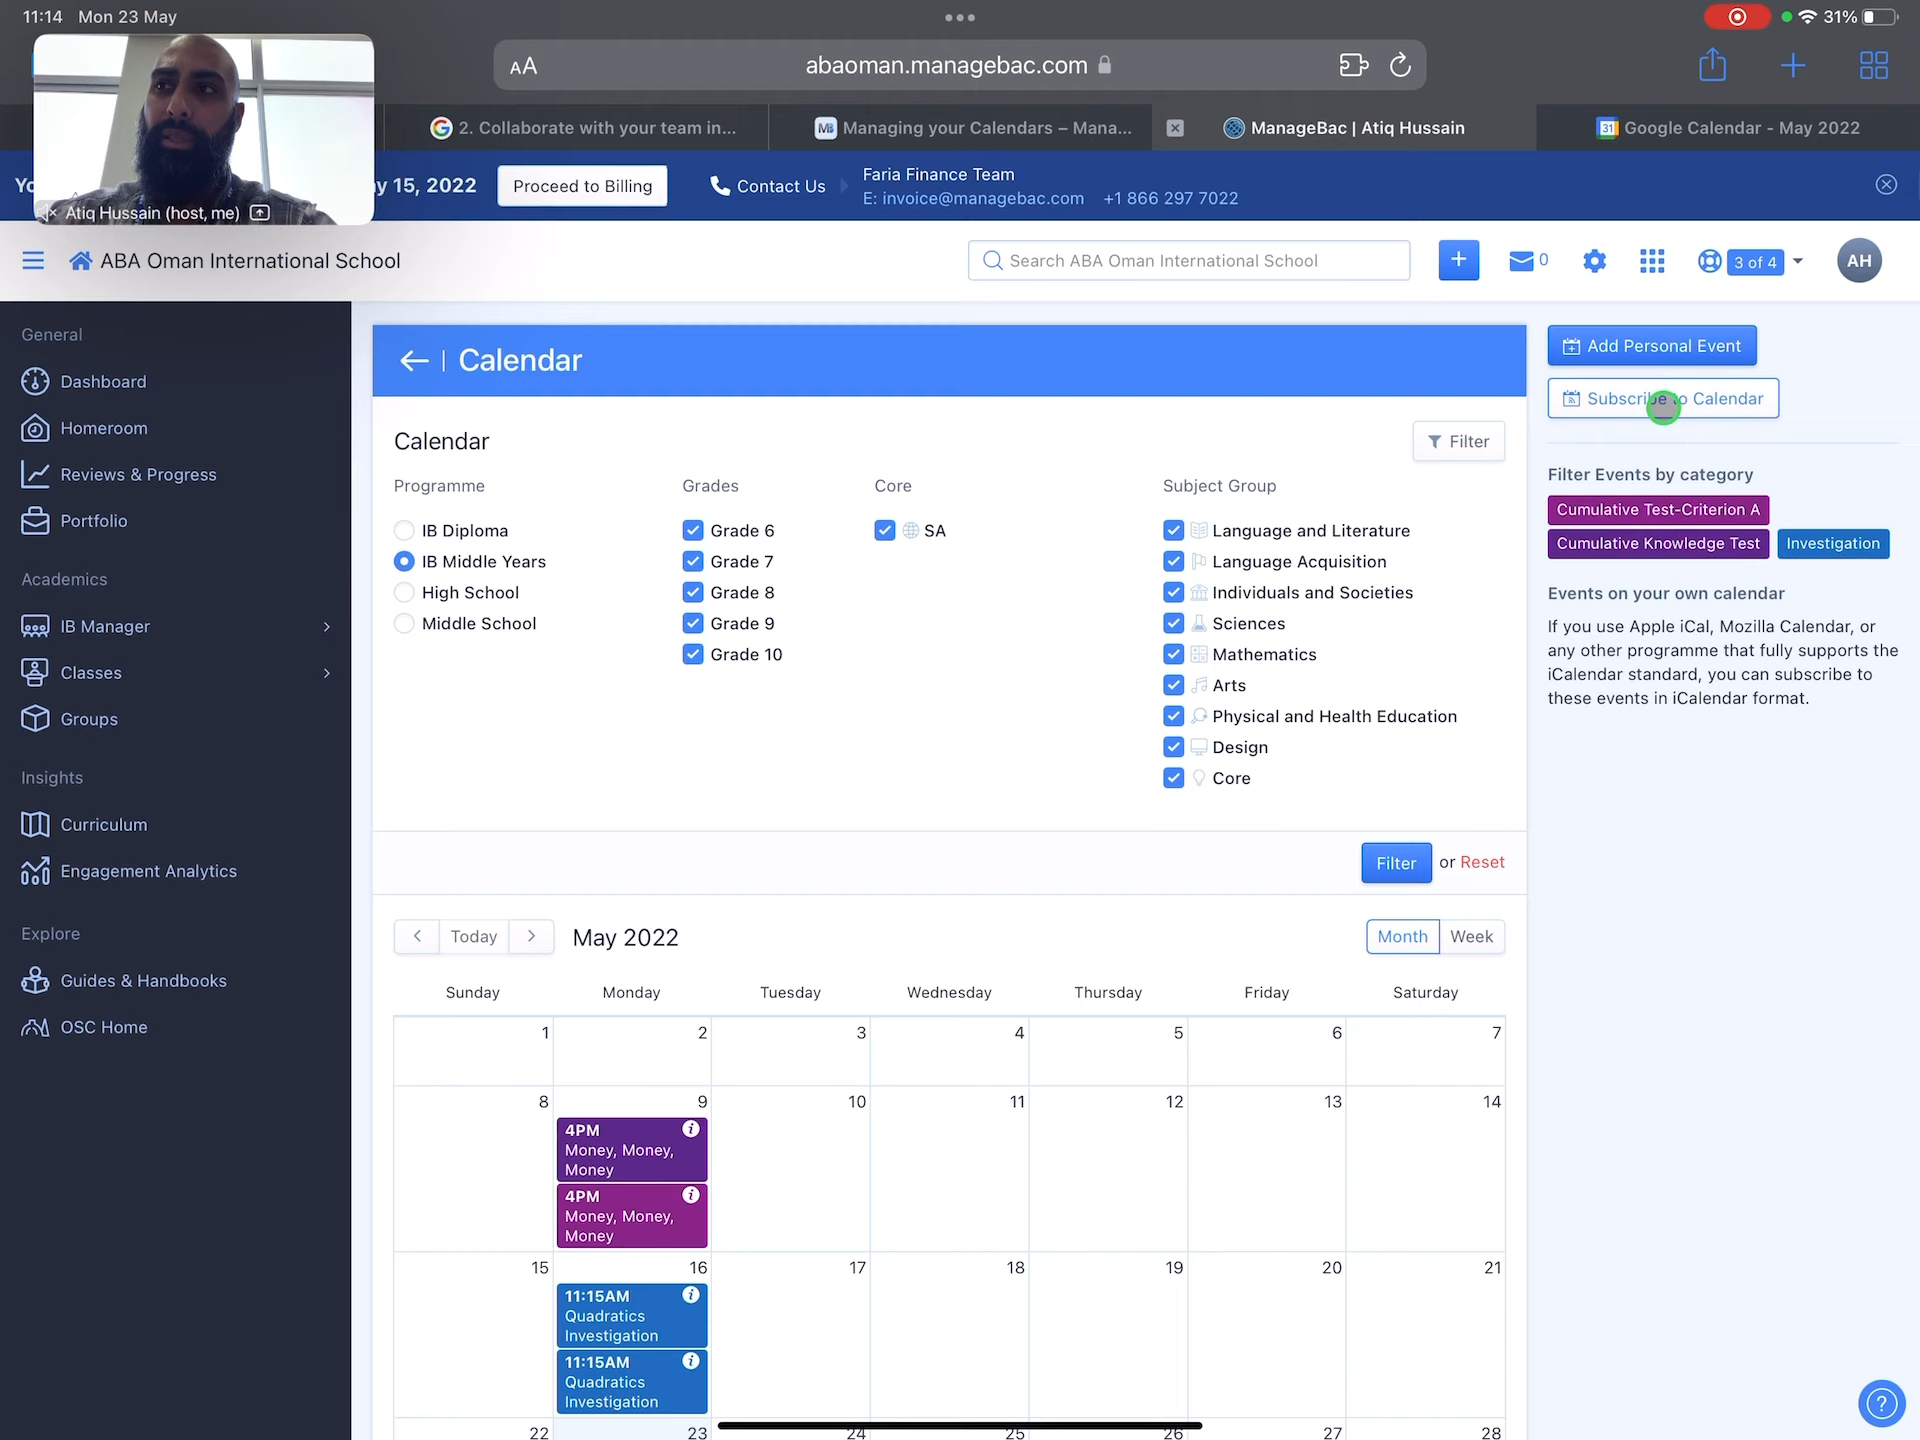 11:14 Mon 23 May
31%
AA
abaoman.managebac.com
2. Collaborate with your team in...
Managing your Calendars – Mana...
ManageBac | Atiq Hussain
Google Calendar - May 2022
Atiq Hussain (host, me)
15, 2022
Proceed to Billing
Contact Us
Faria Finance Team
E: invoice@managebac.com +1 866 297 7022
ABA Oman International School
Search ABA Oman International School
+
0
3 of 4
AH
General
Dashboard
Homeroom
Reviews & Progress
Portfolio
Academics
IB Manager
Classes
Groups
Insights
Curriculum
Engagement Analytics
Explore
Guides & Handbooks
OSC Home
Calendar
Calendar
Filter
Programme
IB Diploma
IB Middle Years
High School
Middle School
Grades
Grade 6
Grade 7
Grade 8
Grade 9
Grade 10
Core
SA
Subject Group
Language and Literature
Language Acquisition
Individuals and Societies
Sciences
Mathematics
Arts
Physical and Health Education
Design
Core
Filter or Reset
Today
May 2022
Month Week
Sunday Monday Tuesday Wednesday Thursday Friday Saturday
1 2 3 4 5 6 7
8 9 10 11 12 13 14
4PM
Money, Money,
Money
4PM
Money, Money,
Money
15 16 17 18 19 20 21
11:15AM
Quadratics
Investigation
11:15AM
Quadratics
Investigation
22 23 24 25 26 27 28
Add Personal Event
Subscribe to Calendar
Filter Events by category
Cumulative Test-Criterion A
Cumulative Knowledge Test
Investigation
Events on your own calendar
If you use Apple iCal, Mozilla Calendar, or
any other programme that fully supports the
iCalendar standard, you can subscribe to
these events in iCalendar format.
?